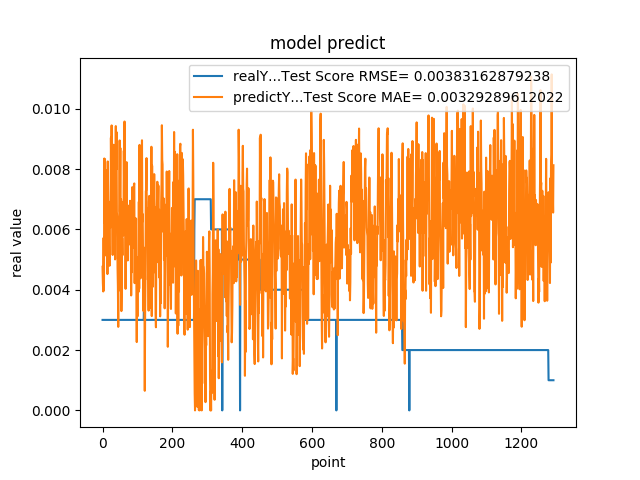 model predict
realY...Test Score RMSE= 0.00383162879238
predictY...Test Score MAE= 0.00329289612022
real value
0.010
0.008
0.006
0.004
0.002
0.000
0 200 400 600 800 1000 1200
point